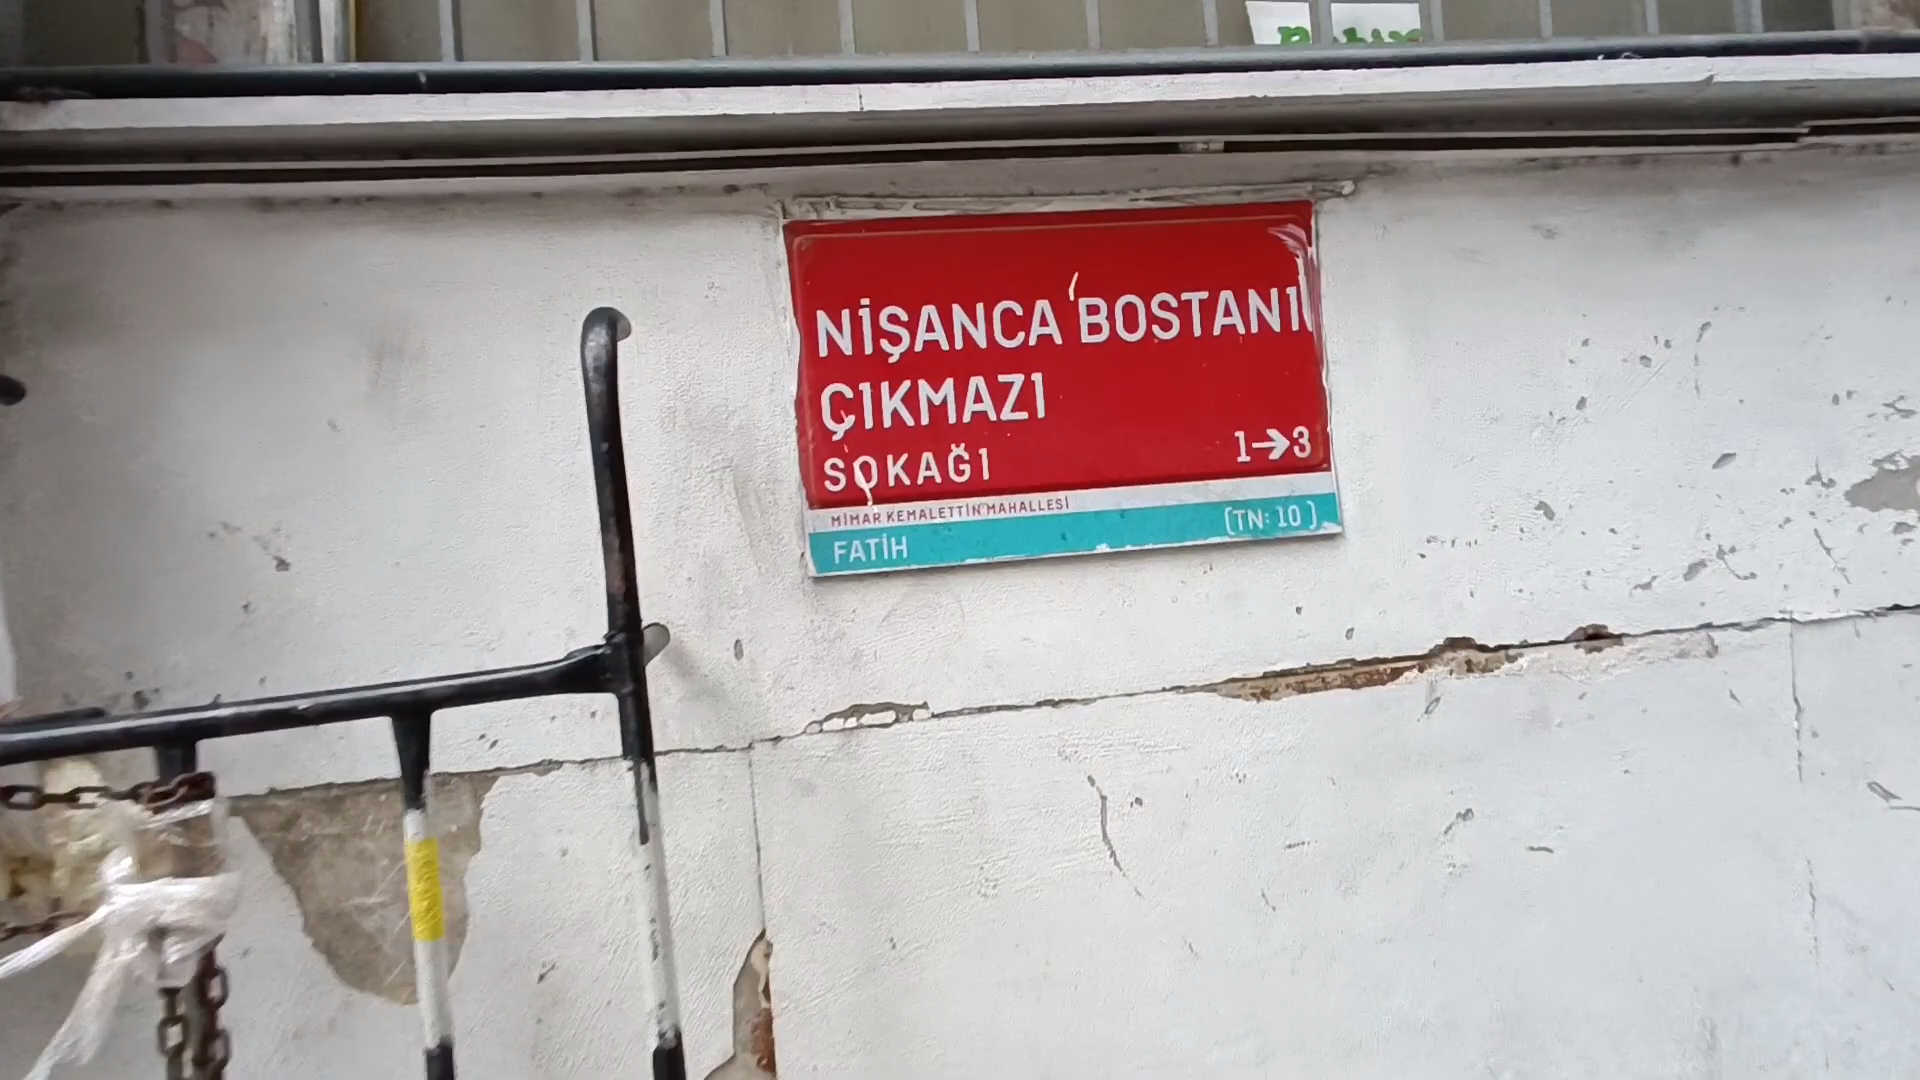 NİŞANCA BOSTANI
ÇIKMAZI
SOKAĞI
1→3
MİMAR KEMALETTİN MAHALLESİ
FATİH
(TN: 10 )